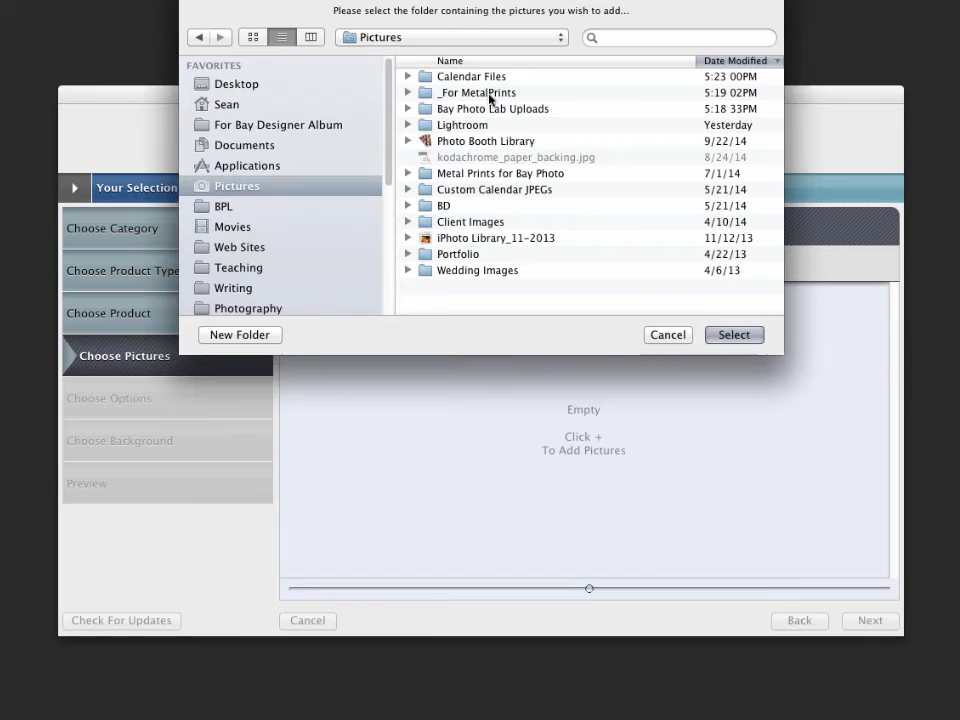 Please select the folder containing the pictures you wish to add...
Pictures
Name Date Modified
FAVORITES
Desktop
Sean
For Bay Designer Album
Documents
Applications
Pictures
BPL
Movies
Web Sites
Teaching
Writing
Photography
Calendar Files 5:23 00PM
_For MetalPrints 5:19 02PM
Bay Photo Lab Uploads 5:18 33PM
Lightroom Yesterday
Photo Booth Library 9/22/14
kodachrome_paper_backing.jpg 8/24/14
Metal Prints for Bay Photo 7/1/14
Custom Calendar JPEGs 5/21/14
BD 5/21/14
Client Images 4/10/14
iPhoto Library_11-2013 11/12/13
Portfolio 4/22/13
Wedding Images 4/6/13
New Folder Cancel Select
Your Selection
Choose Category
Choose Product Type
Choose Product
Choose Pictures
Choose Options
Choose Background
Preview
Empty
Click +
To Add Pictures
Check For Updates Cancel Back Next